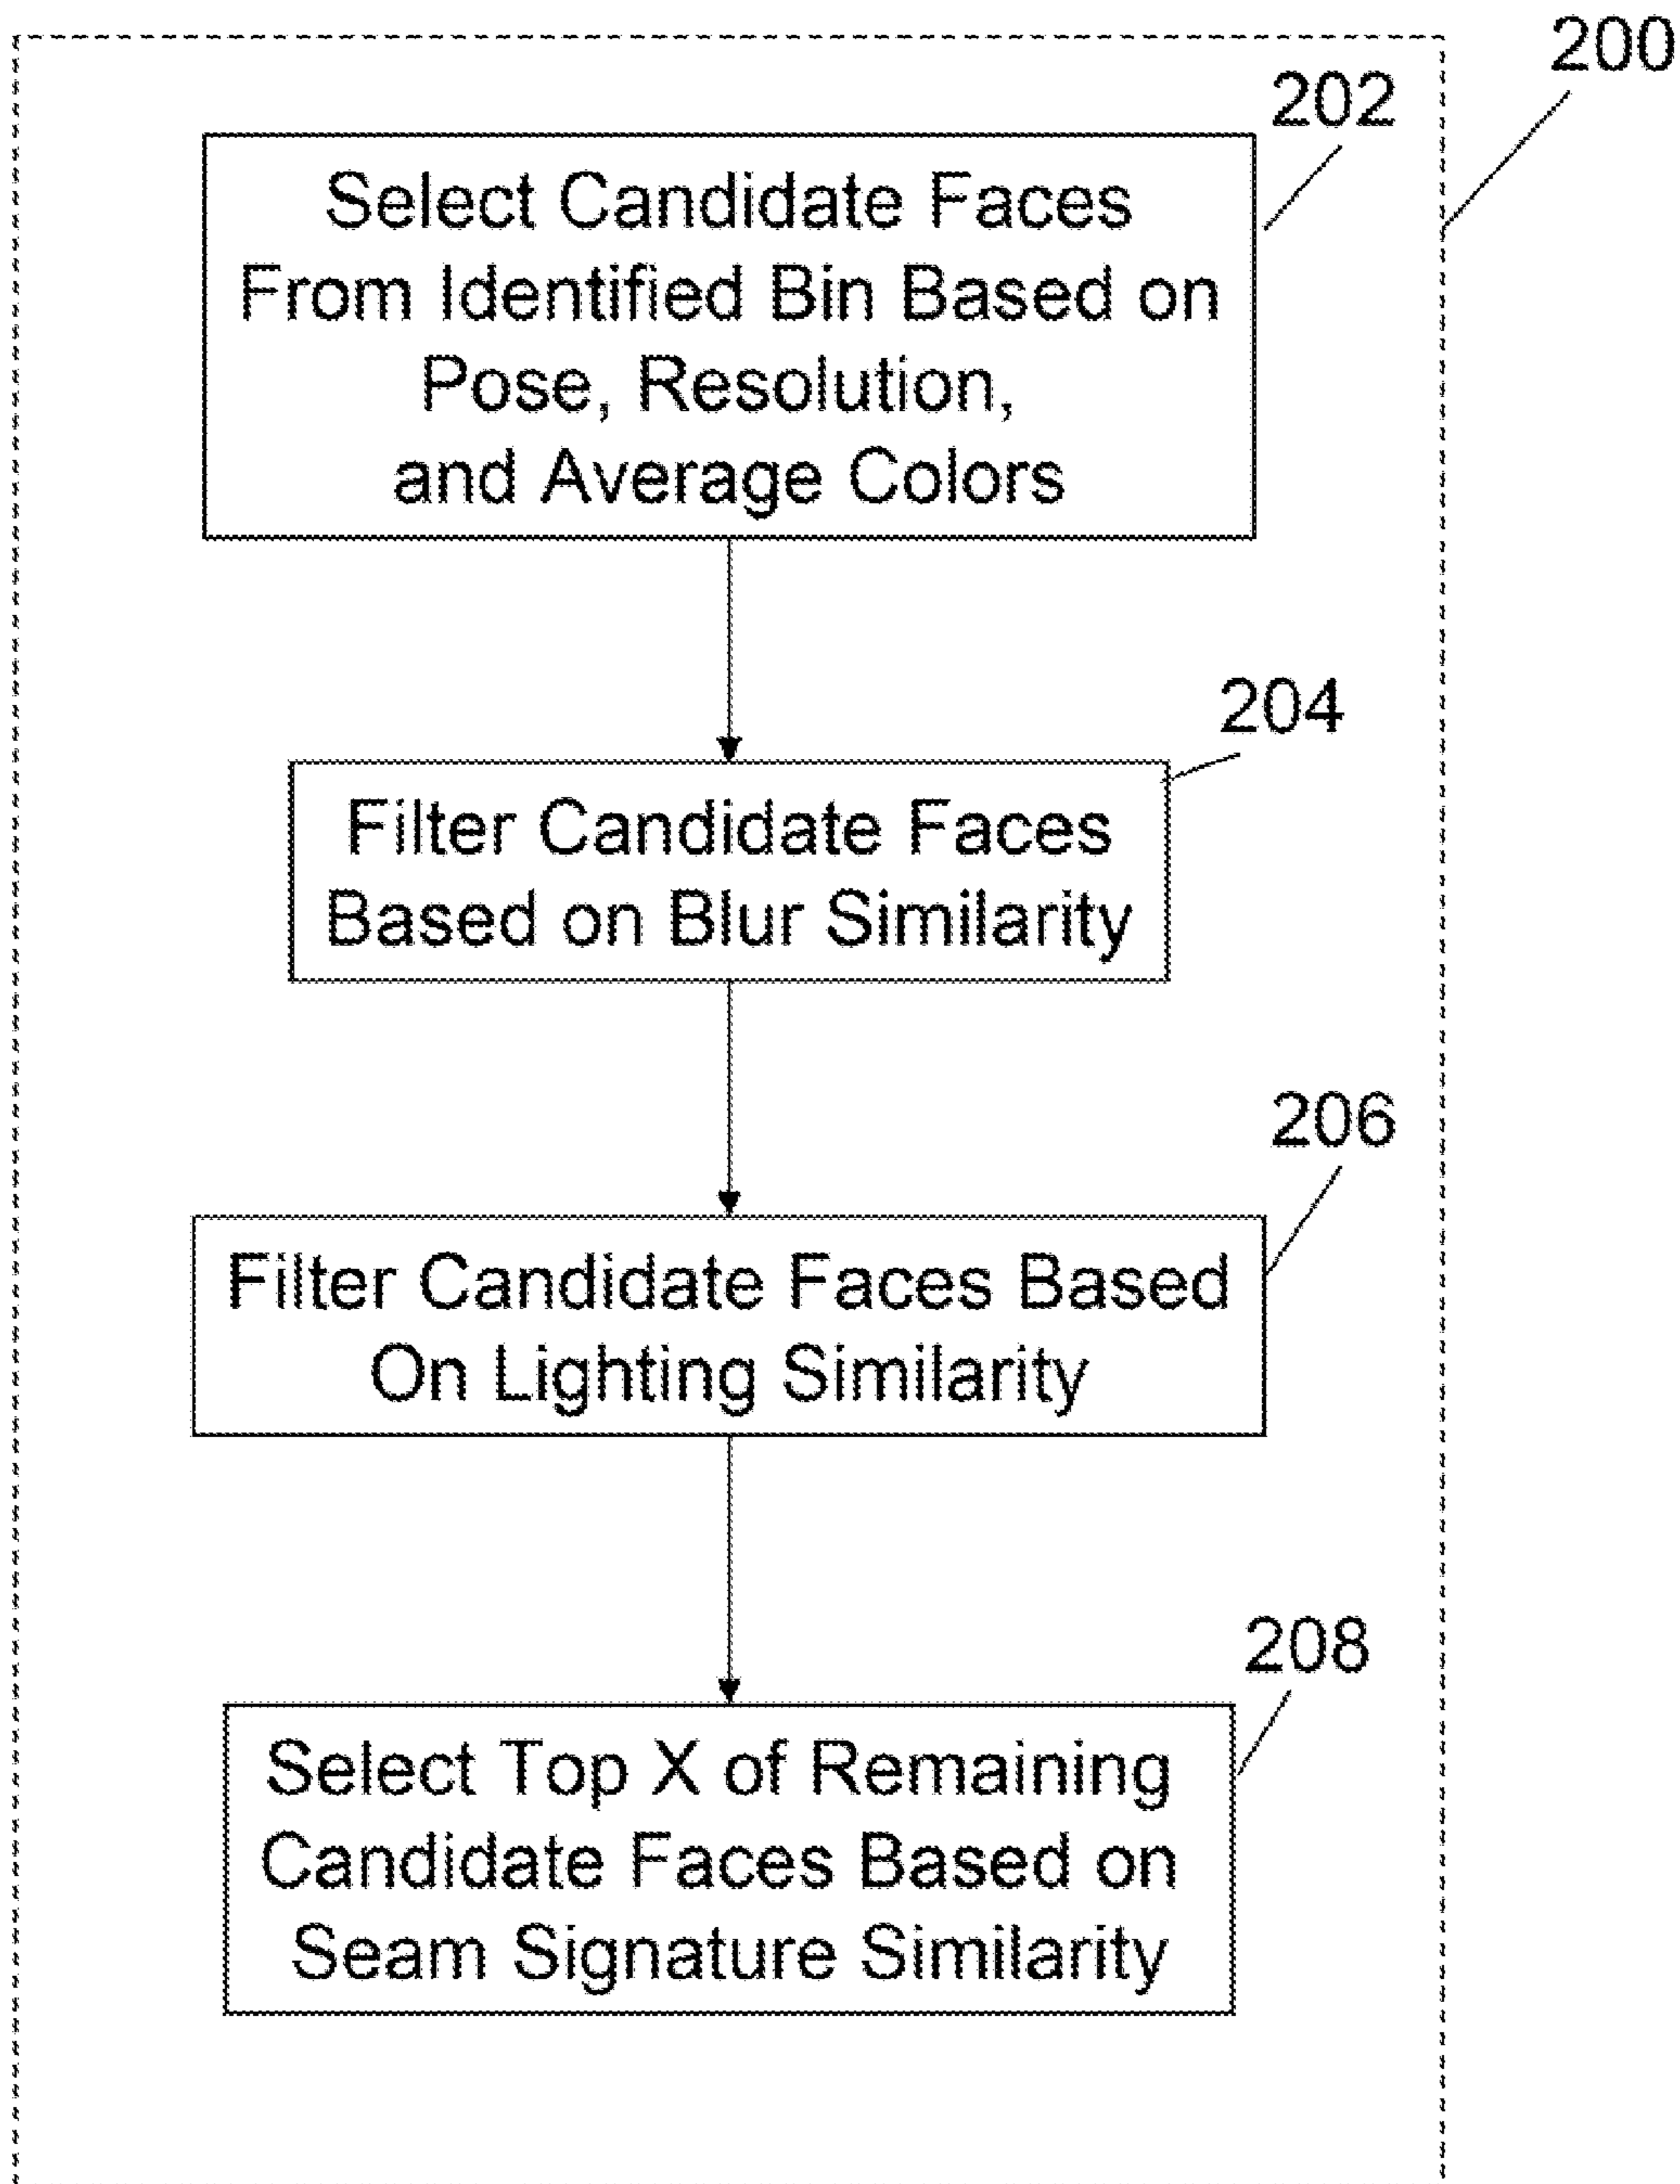 200
202
Select Candidate Faces
From Identified Bin Based on
Pose, Resolution,
and Average Colors
204
Filter Candidate Faces
Based on Blur Similarity
206
Filter Candidate Faces Based
On Lighting Similarity
208
Select Top X of Remaining
Candidate Faces Based on
Seam Signature Similarity